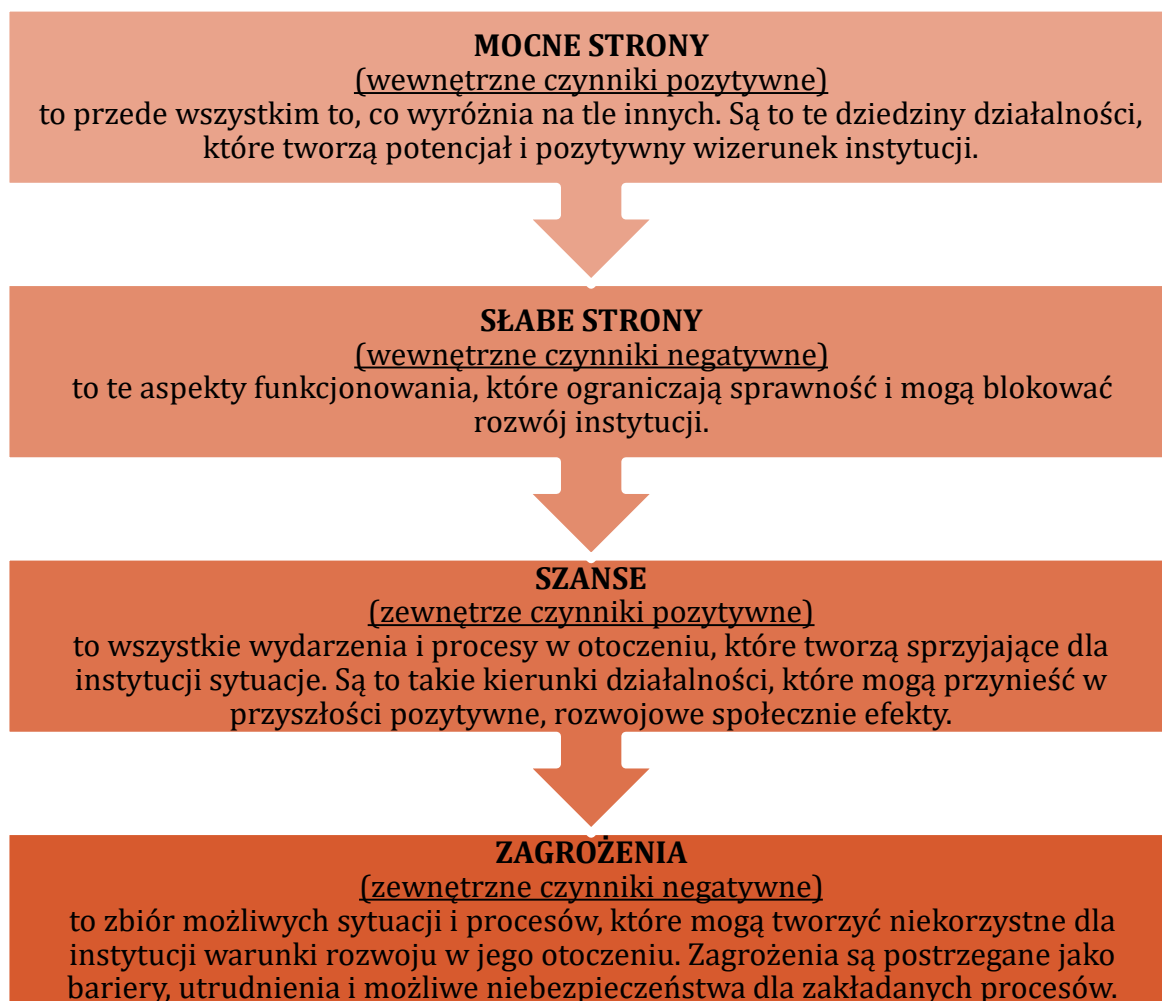 MOCNE STRONY
(wewnętrzne czynniki pozytywne)
to przede wszystkim to, co wyróżnia na tle innych. Są to te dziedziny działalności,
które tworzą potencjał i pozytywny wizerunek instytucji.
SŁABE STRONY
(wewnętrzne czynniki negatywne)
to te aspekty funkcjonowania, które ograniczają sprawność i mogą blokować
rozwój instytucji.
SZANSE
(zewnętrze czynniki pozytywne)
to wszystkie wydarzenia i procesy w otoczeniu, które tworzą sprzyjające dla
instytucji sytuacje. Są to takie kierunki działalności, które mogą przynieść w
przyszłości pozytywne, rozwojowe społecznie efekty.
ZAGROŻENIA
(zewnętrzne czynniki negatywne)
to zbiór możliwych sytuacji i procesów, które mogą tworzyć niekorzystne dla
instytucji warunki rozwoju w jego otoczeniu. Zagrożenia są postrzegane jako
bariery, utrudnienia i możliwe niebezpieczeństwa dla zakładanych procesów.